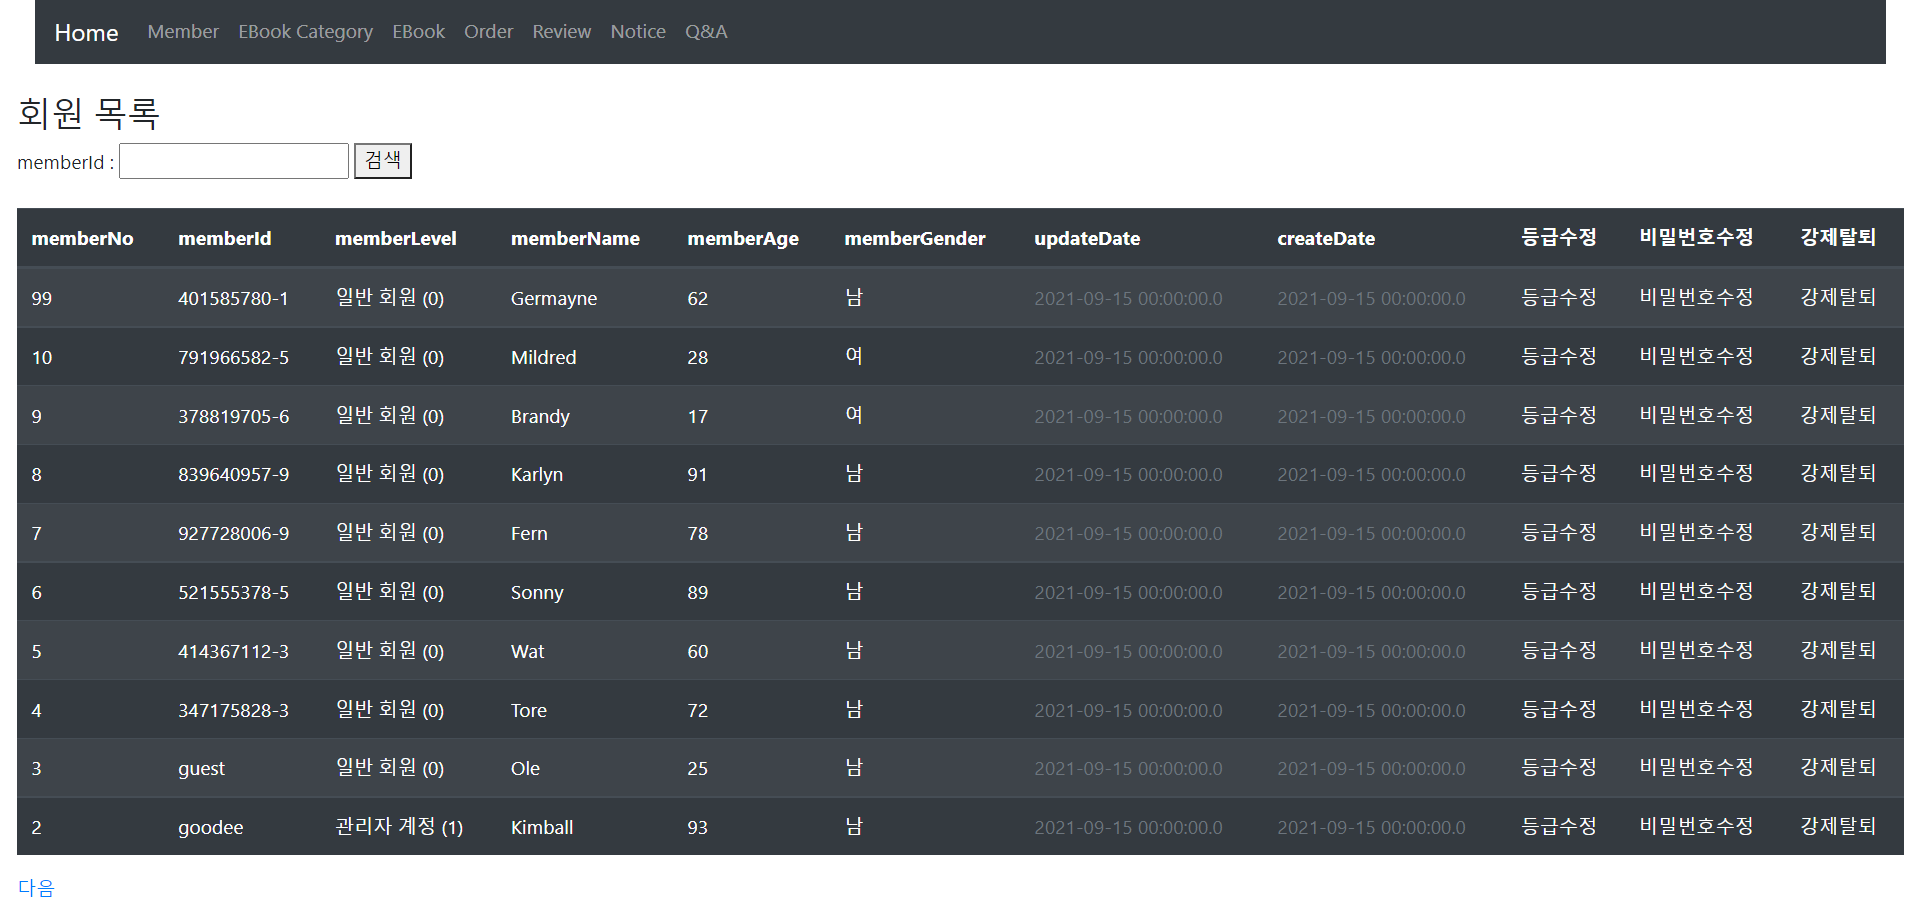 Home Member EBook Category EBook Order Review Notice Q&A
회원 목록
memberId : 검색
memberNo memberId memberLevel memberName memberAge memberGender updateDate createDate 등급수정 비밀번호수정 강제탈퇴
99 401585780-1 일반 회원 (0) Germayne 62 남 2021-09-15 00:00:00.0 2021-09-15 00:00:00.0 등급수정 비밀번호수정 강제탈퇴
10 791966582-5 일반 회원 (0) Mildred 28 여 2021-09-15 00:00:00.0 2021-09-15 00:00:00.0 등급수정 비밀번호수정 강제탈퇴
9 378819705-6 일반 회원 (0) Brandy 17 여 2021-09-15 00:00:00.0 2021-09-15 00:00:00.0 등급수정 비밀번호수정 강제탈퇴
8 839640957-9 일반 회원 (0) Karlyn 91 남 2021-09-15 00:00:00.0 2021-09-15 00:00:00.0 등급수정 비밀번호수정 강제탈퇴
7 927728006-9 일반 회원 (0) Fern 78 남 2021-09-15 00:00:00.0 2021-09-15 00:00:00.0 등급수정 비밀번호수정 강제탈퇴
6 521555378-5 일반 회원 (0) Sonny 89 남 2021-09-15 00:00:00.0 2021-09-15 00:00:00.0 등급수정 비밀번호수정 강제탈퇴
5 414367112-3 일반 회원 (0) Wat 60 남 2021-09-15 00:00:00.0 2021-09-15 00:00:00.0 등급수정 비밀번호수정 강제탈퇴
4 347175828-3 일반 회원 (0) Tore 72 남 2021-09-15 00:00:00.0 2021-09-15 00:00:00.0 등급수정 비밀번호수정 강제탈퇴
3 guest 일반 회원 (0) Ole 25 남 2021-09-15 00:00:00.0 2021-09-15 00:00:00.0 등급수정 비밀번호수정 강제탈퇴
2 goodee 관리자 계정 (1) Kimball 93 남 2021-09-15 00:00:00.0 2021-09-15 00:00:00.0 등급수정 비밀번호수정 강제탈퇴
다음